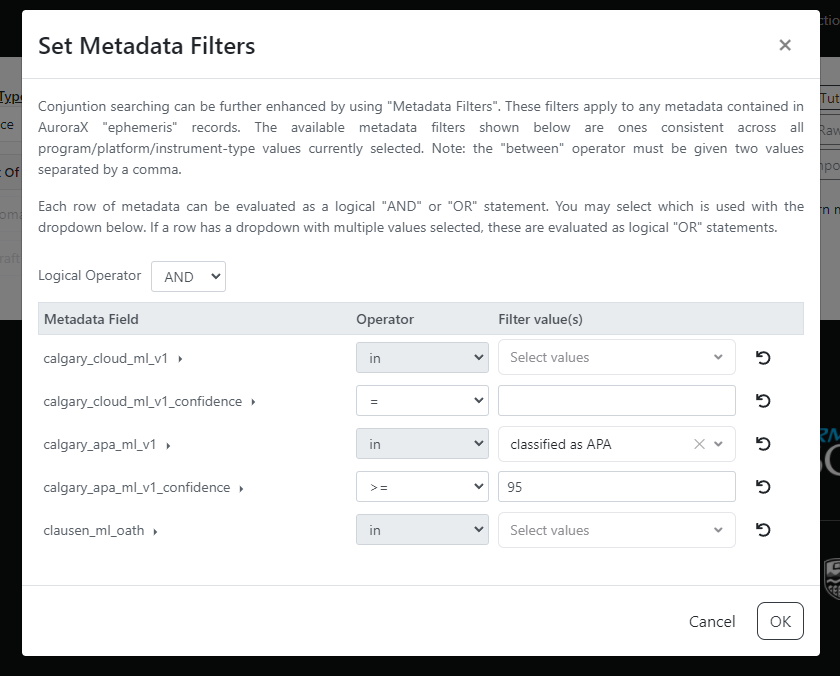 Set Metadata Filters
×
Conjuntion searching can be further enhanced by using "Metadata Filters". These filters apply to any metadata contained in
AuroraX "ephemeris" records. The available metadata filters shown below are ones consistent across all
program/platform/instrument-type values currently selected. Note: the "between" operator must be given two values
separated by a comma.
Each row of metadata can be evaluated as a logical "AND" or "OR" statement. You may select which is used with the
dropdown below. If a row has a dropdown with multiple values selected, these are evaluated as logical "OR" statements.
Logical Operator AND
Metadata Field Operator Filter value(s)
calgary_cloud_ml_v1 in Select values
calgary_cloud_ml_v1_confidence =
calgary_apa_ml_v1 in classified as APA
calgary_apa_ml_v1_confidence >= 95
clausen_ml_oath in Select values
Cancel OK